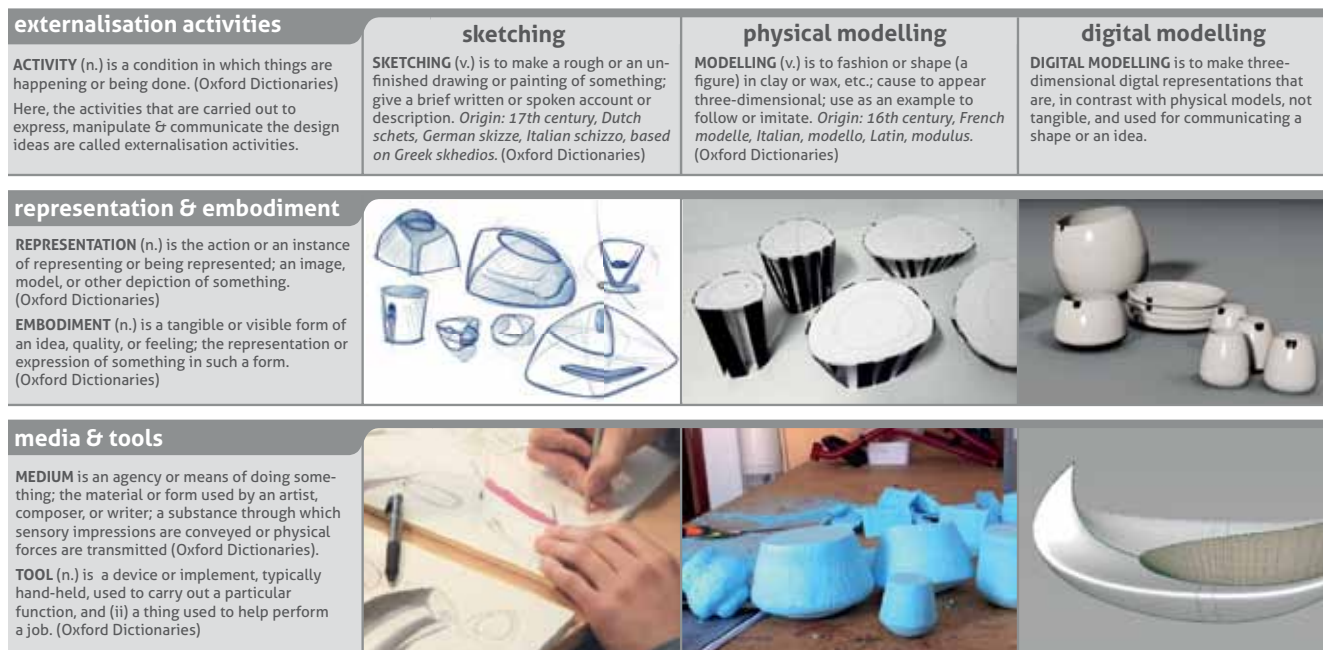 externalisation activities
ACTIVITY (n.) is a condition in which things are
happening or being done. (Oxford Dictionaries)
Here, the activities that are carried out to
express, manipulate & communicate the design
ideas are called externalisation activities.
sketching
SKETCHING (v.) is to make a rough or an un-
finished drawing or painting of something;
give a brief written or spoken account or
description. Origin: 17th century, Dutch
schets, German skizze, Italian schizzo, based
on Greek skhedios. (Oxford Dictionaries)
physical modelling
MODELLING (v.) is to fashion or shape (a
figure) in clay or wax, etc.; cause to appear
three-dimensional; use as an example to
follow or imitate. Origin: 16th century, French
modelle, Italian, modello, Latin, modulus.
(Oxford Dictionaries)
digital modelling
DIGITAL MODELLING is to make three-
dimensional digtal representations that
are, in contrast with physical models, not
tangible, and used for communicating a
shape or an idea.
representation & embodiment
REPRESENTATION (n.) is the action or an instance
of representing or being represented; an image,
model, or other depiction of something.
(Oxford Dictionaries)
EMBODIMENT (n.) is a tangible or visible form of
an idea, quality, or feeling; the representation or
expression of something in such a form.
(Oxford Dictionaries)
media & tools
MEDIUM is an agency or means of doing some-
thing; the material or form used by an artist,
composer, or writer; a substance through which
sensory impressions are conveyed or physical
forces are transmitted (Oxford Dictionaries).
TOOL (n.) is  a device or implement, typically
hand-held, used to carry out a particular
function, and (ii) a thing used to help perform
a job. (Oxford Dictionaries)